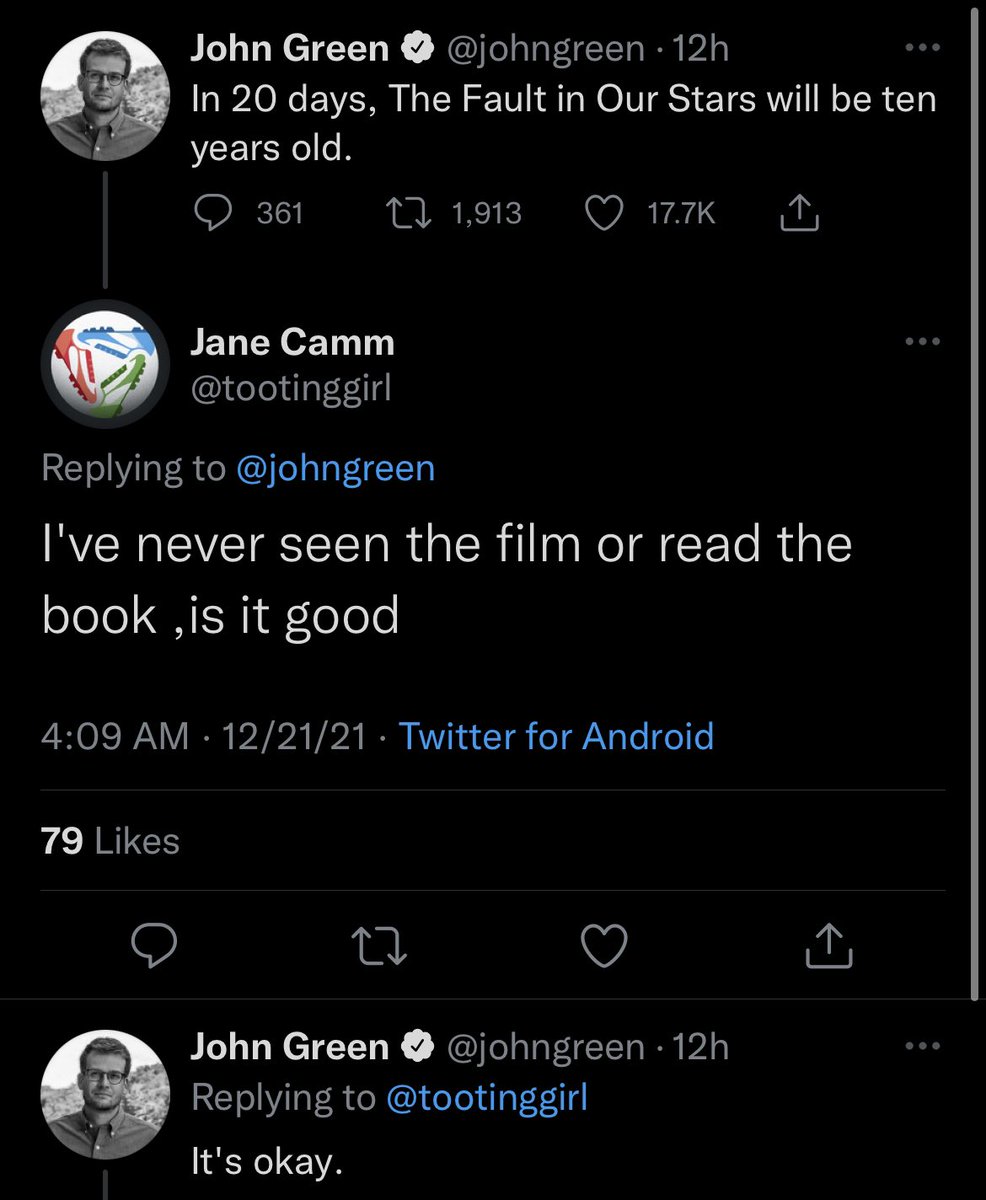 John Green @johngreen · 12h
In 20 days, The Fault in Our Stars will be ten
years old.
361 1,913 17.7K
Jane Camm
@tootinggirl
Replying to @johngreen
I've never seen the film or read the
book ,is it good
4:09 AM · 12/21/21 · Twitter for Android
79 Likes
John Green @johngreen · 12h
Replying to @tootinggirl
It's okay.